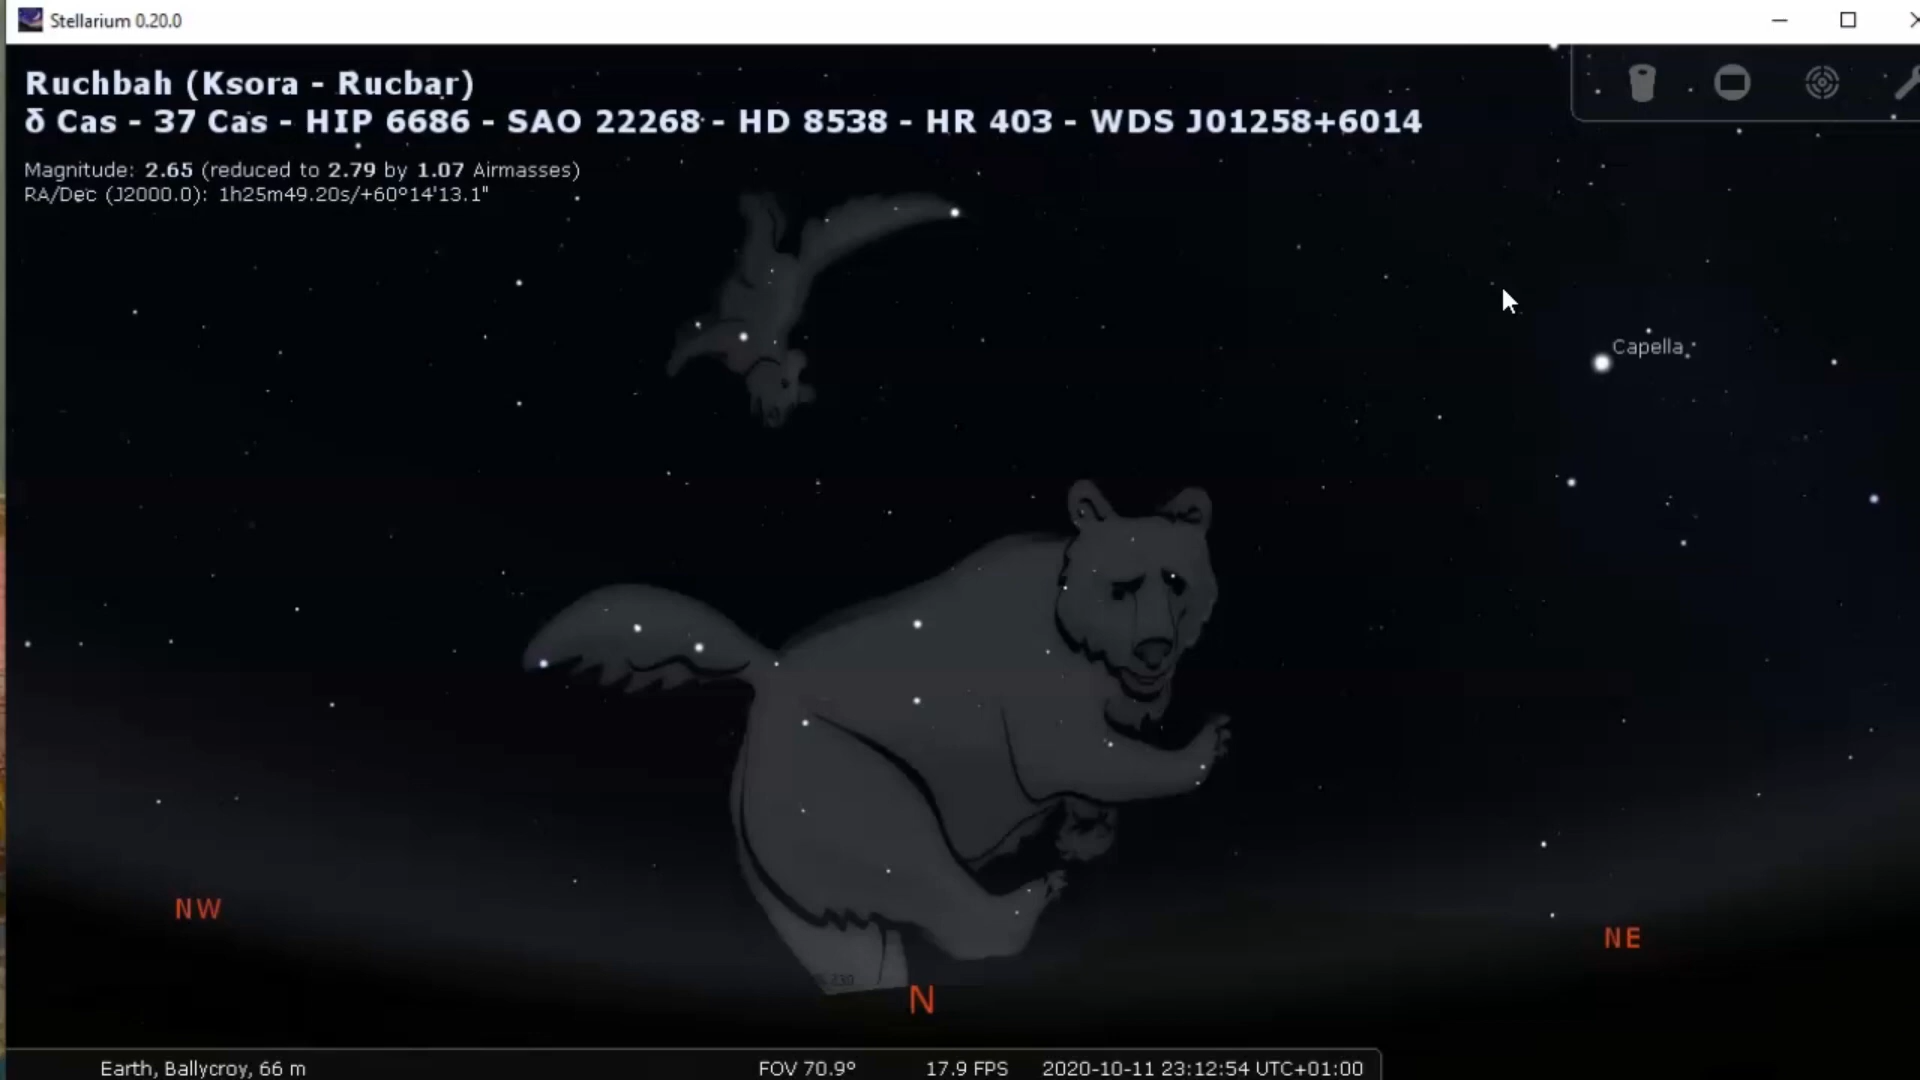 Stellarium 0.20.0
Ruchbah (Ksora - Rucbar)
δ Cas - 37 Cas - HIP 6686 - SAO 22268 - HD 8538 - HR 403 - WDS J01258+6014
Magnitude: 2.65 (reduced to 2.79 by 1.07 Airmasses)
RA/Dec (J2000.0): 1h25m49.20s/+60°14'13.1"
Capella
NW
NE
N
Earth, Ballycroy, 66 m
FOV 70.9°
17.9 FPS
2020-10-11 23:12:54 UTC+01:00